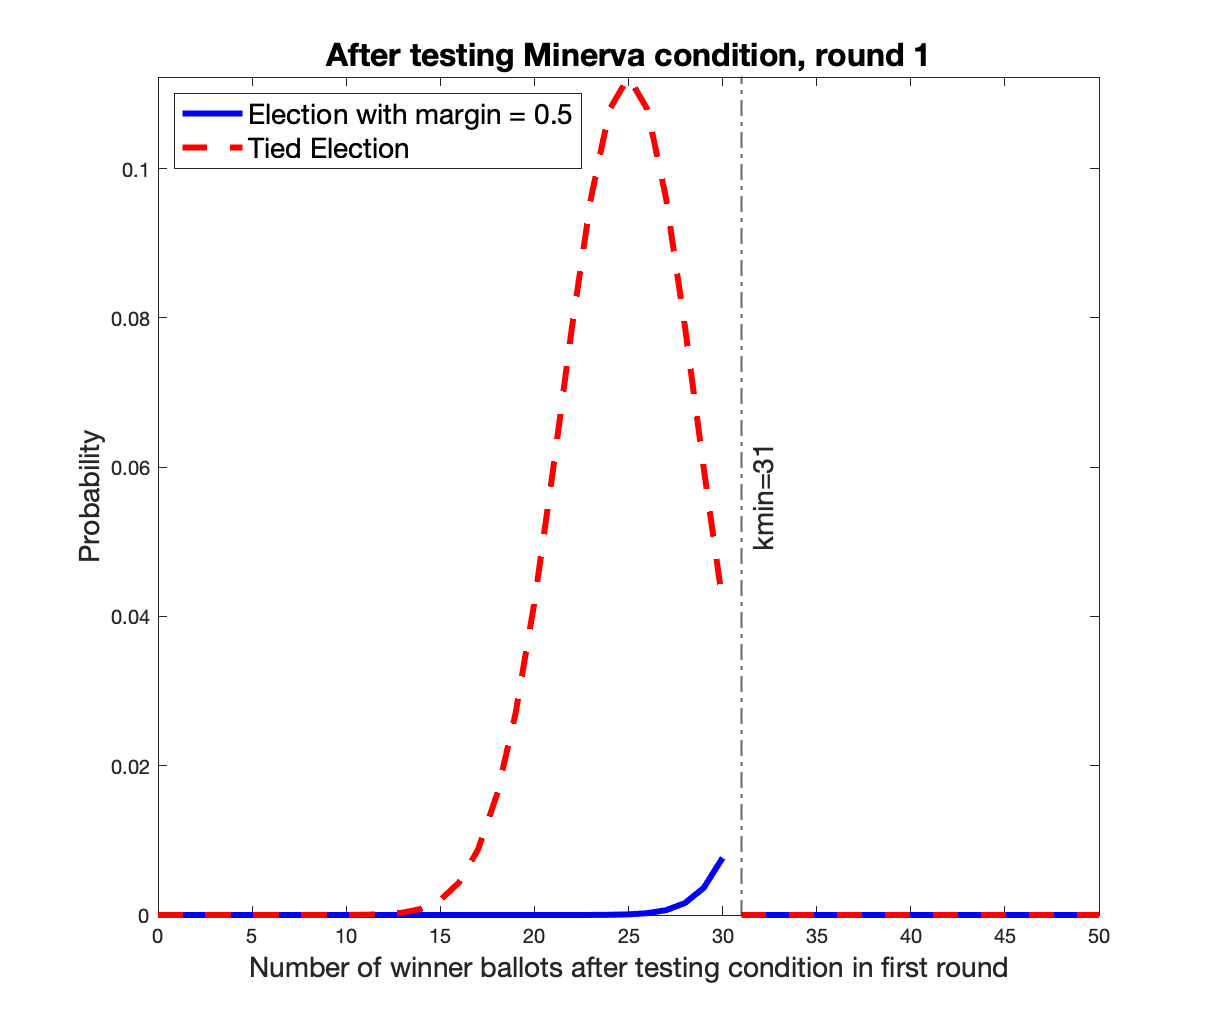 After testing Minerva condition, round 1
Election with margin = 0.5
Tied Election
0.1
0.08
0.06
0.04
0.02
0
Probability
kmin=31
0 5 10 15 20 25 30 35 40 45 50
Number of winner ballots after testing condition in first round